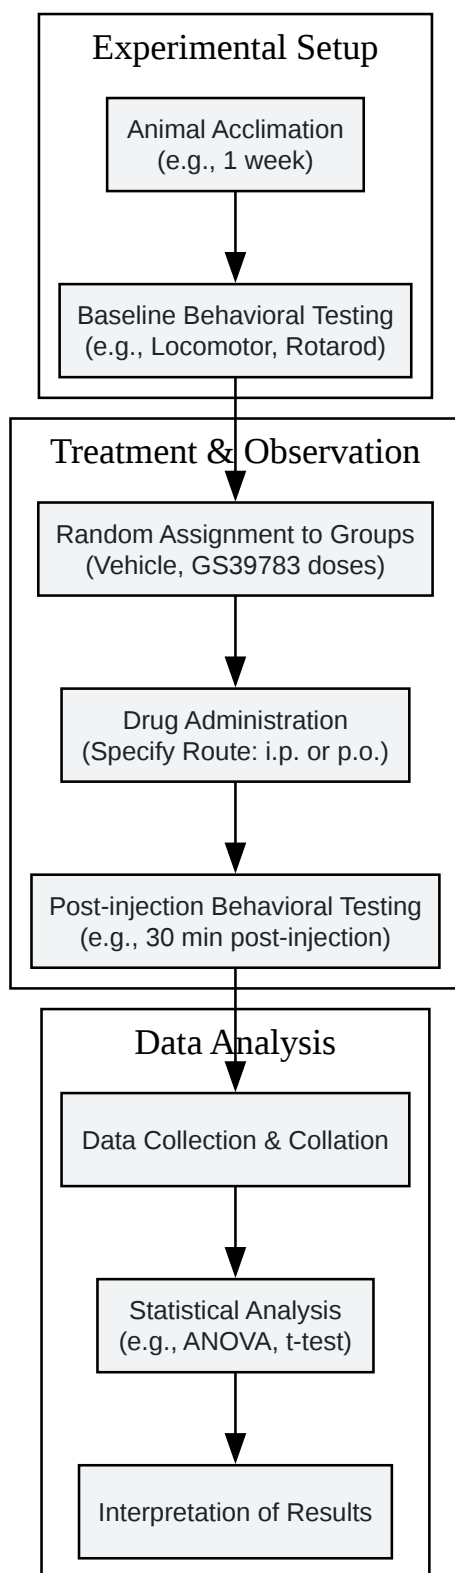 Experimental Setup
Animal Acclimation
(e.g., 1 week)
Baseline Behavioral Testing
(e.g., Locomotor, Rotarod)
Treatment & Observation
Random Assignment to Groups
(Vehicle, GS39783 doses)
Drug Administration
(Specify Route: i.p. or p.o.)
Post-injection Behavioral Testing
(e.g., 30 min post-injection)
Data Analysis
Data Collection & Collation
Statistical Analysis
(e.g., ANOVA, t-test)
Interpretation of Results